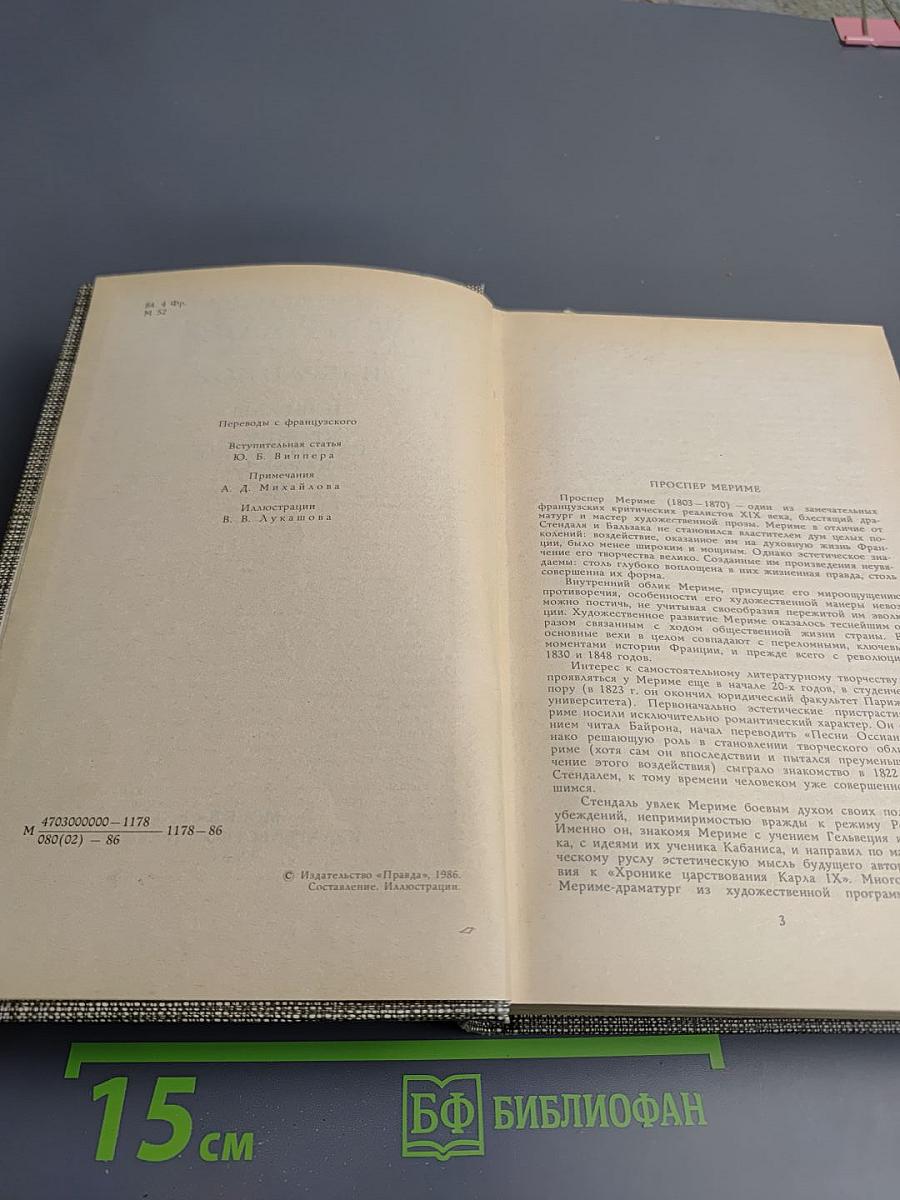 84. 4 Фр.
М 52
Переводы с французского
Вступительная статья
Ю. Б. Виппера
Примечания
А. Д. Михайлова
Иллюстрации
В. В. Лукашова
М 4703000000—1178
080(02) — 86
1178—86
© Издательство «Правда», 1986.
Составление. Иллюстрации.
ПРОСПЕР МЕРИМЕ
Проспер Мериме (1803—1870) — один из замечательных
французских критических реалистов XIX века, блестящий дра-
матург и мастер художественной прозы. Мериме в отличие от
Стендаля и Бальзака не становился властителем дум целых по-
колений: воздействие, оказанное им на духовную жизнь Фран-
ции, было менее широким и мощным. Однако эстетическое зна-
чение его творчества велико. Созданные им произведения неувя-
даемы: столь глубоко воплощена в них жизненная правда, столь
совершенна их форма.
Внутренний облик Мериме, присущие его мироощущению
противоречия, особенности его художественной манеры невоз
можно постичь, не учитывая своеобразия пережитой им эволю
ции. Художественное развитие Мериме оказалось теснейшим о
разом связанным с ходом общественной жизни страны. Е
основные вехи в целом совпадают с переломными, ключевы
моментами истории Франции, и прежде всего с революци
1830 и 1848 годов.
Интерес к самостоятельному литературному творчеству
проявляться у Мериме еще в начале 20-х годов, в студенче
пору (в 1823 г. он окончил юридический факультет Париж
университета). Первоначально эстетические пристрасти
риме носили исключительно романтический характер. Он
нием читал Байрона, начал переводить «Песни Оссиан
нако решающую роль в становлении творческого обли
риме (хотя сам он впоследствии и пытался преуменьш
чение этого воздействия) сыграло знакомство в 1822
Стендалем, к тому времени человеком уже совершенно
шимся.
Стендаль увлек Мериме боевым духом своих пол
убеждений, непримиримостью вражды к режиму Ре
Именно он, знакомя Мериме с учением Гельвеция и
ка, с идеями их ученика Кабаниса, и направил по ма
ческому руслу эстетическую мысль будущего автор
вия к «Хронике царствования Карла IX». Много
Мериме-драматург из художественной програм
3
15 см
БФ БИБЛИОФАН